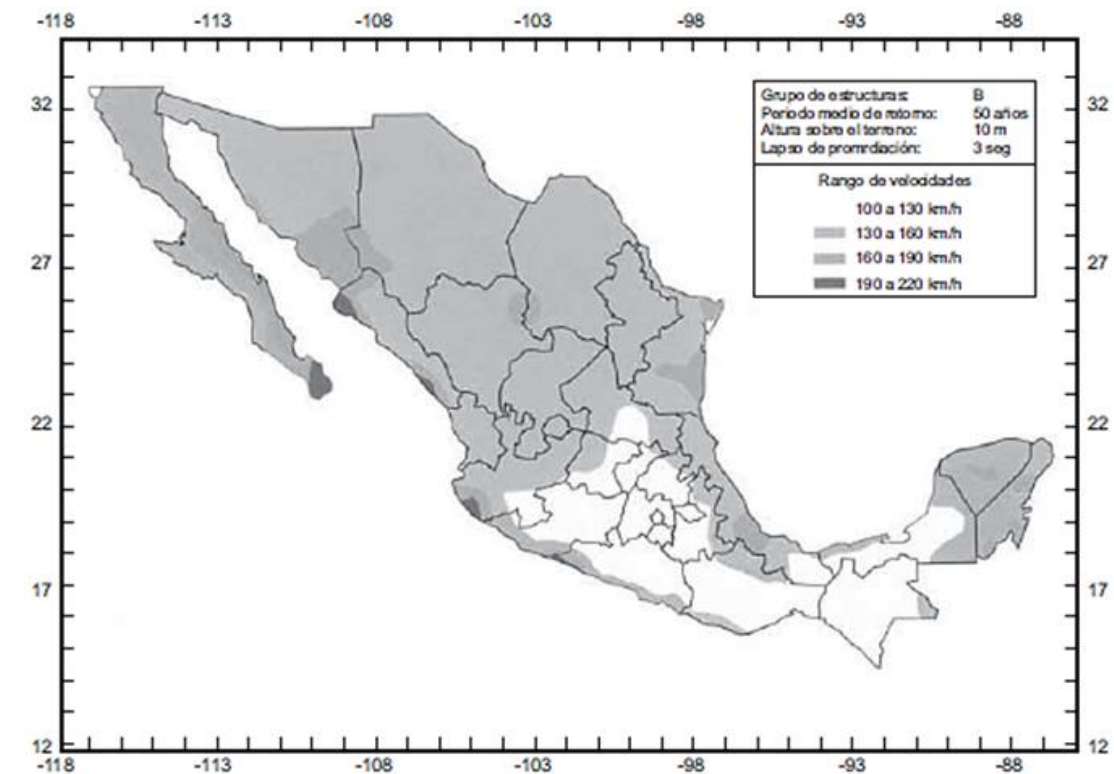 -118 -113 -108 -103 -98 -93 -88
32 32
Grupo de estructuras: B
Periodo medio de retorno: 50 años
Altura sobre el terreno: 10 m
Lapso de promrdiación: 3 seg
Rango de velocidades
100 a 130 km/h
130 a 160 km/h
160 a 190 km/h
190 a 220 km/h
27 27
22 22
17 17
12 12
-118 -113 -108 -103 -98 -93 -88